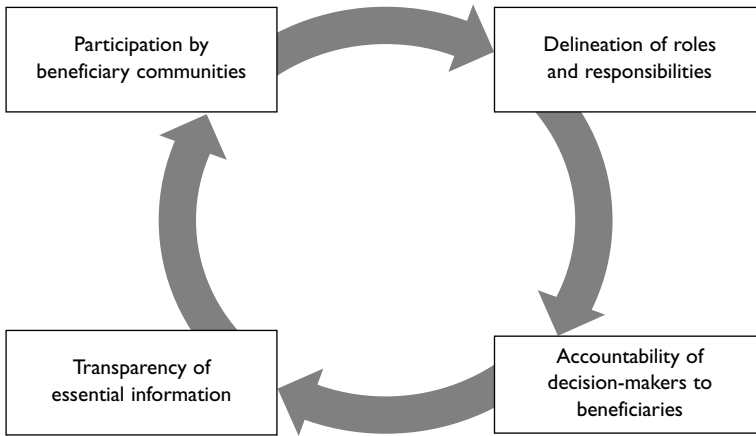 Participation by
beneficiary communities
Delineation of roles
and responsibilities
Transparency of
essential information
Accountability of
decision-makers to
beneficiaries